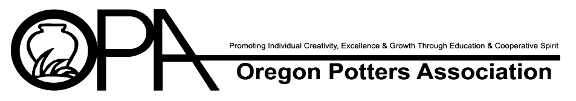 OPA
Promoting Individual Creativity, Excellence & Growth Through Education & Cooperative Spirit
Oregon Potters Association